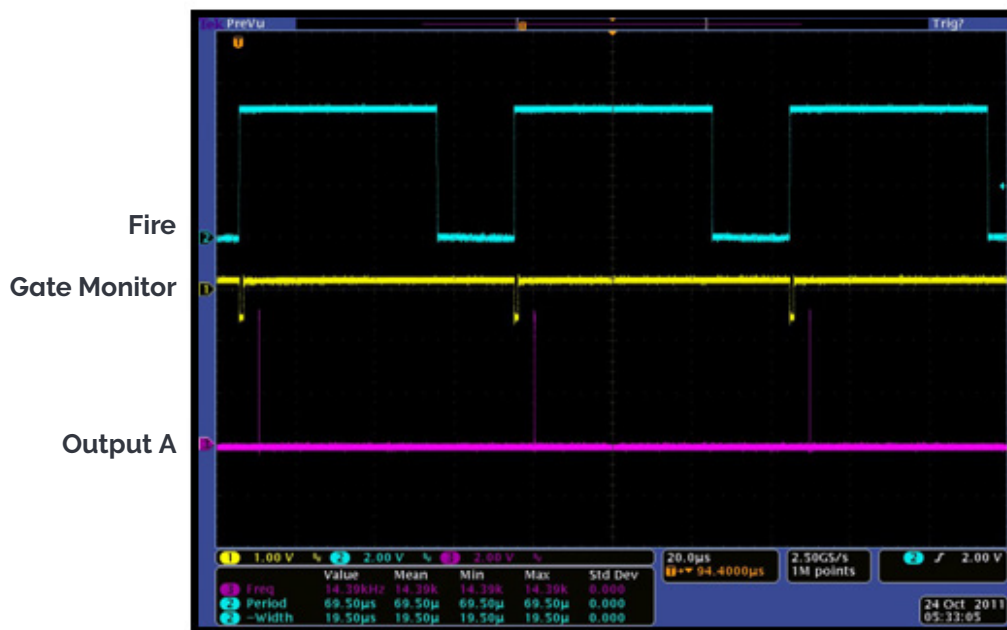 Tek PreVu Trig?
T
Fire
2
Gate Monitor
1
Output A
3
1 1.00 V 2 2.00 V 3 2.00 V
20.0µs
T→▼ 94.4000µs
2.50GS/s
1M points
2 2.00 V
Value Mean Min Max Std Dev
3 Freq 14.39kHz 14.39k 14.39k 14.39k 0.000
2 Period 69.50µs 69.50µ 69.50µ 69.50µ 0.000
2 −Width 19.50µs 19.50µ 19.50µ 19.50µ 0.000
24 Oct 2011
05:33:05